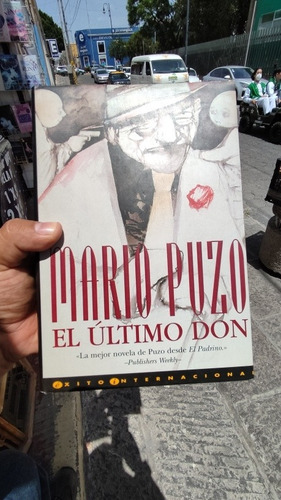 MARIO PUZO
EL ÚLTIMO DON
«La mejor novela de Puzo desde El Padrino.»
—Publishers Weekly—
ÉXITO INTERNACIONAL